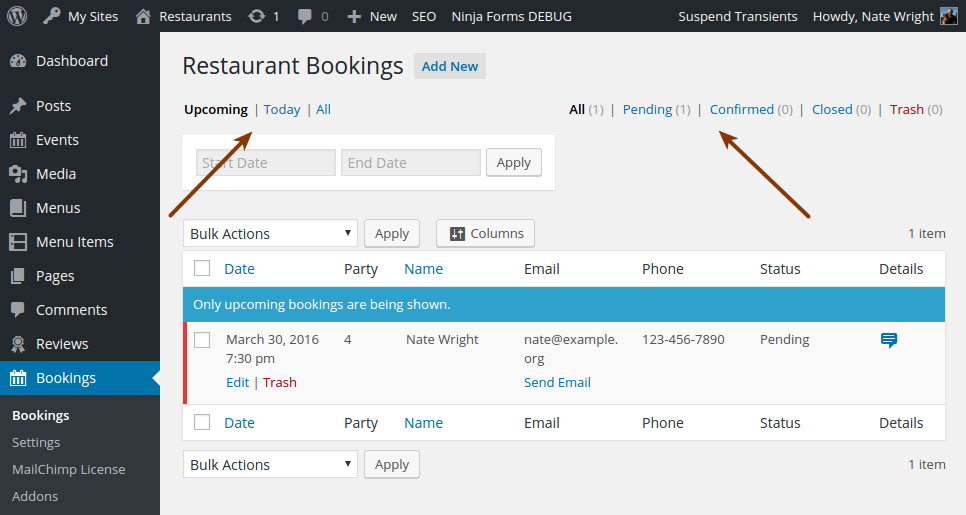 My Sites Restaurants 1 0 + New SEO Ninja Forms DEBUG Suspend Transients Howdy, Nate Wright
Dashboard
Posts
Events
Media
Menus
Menu Items
Pages
Comments
Reviews
Bookings
Bookings
Settings
MailChimp License
Addons
Restaurant Bookings Add New
Upcoming | Today | All All (1) | Pending (1) | Confirmed (0) | Closed (0) | Trash (0)
Start Date End Date Apply
Bulk Actions Apply Columns 1 item
Date Party Name Email Phone Status Details
Only upcoming bookings are being shown.
March 30, 2016 4 Nate Wright nate@example. 123-456-7890 Pending
7:30 pm org
Edit | Trash Send Email
Date Party Name Email Phone Status Details
Bulk Actions Apply 1 item